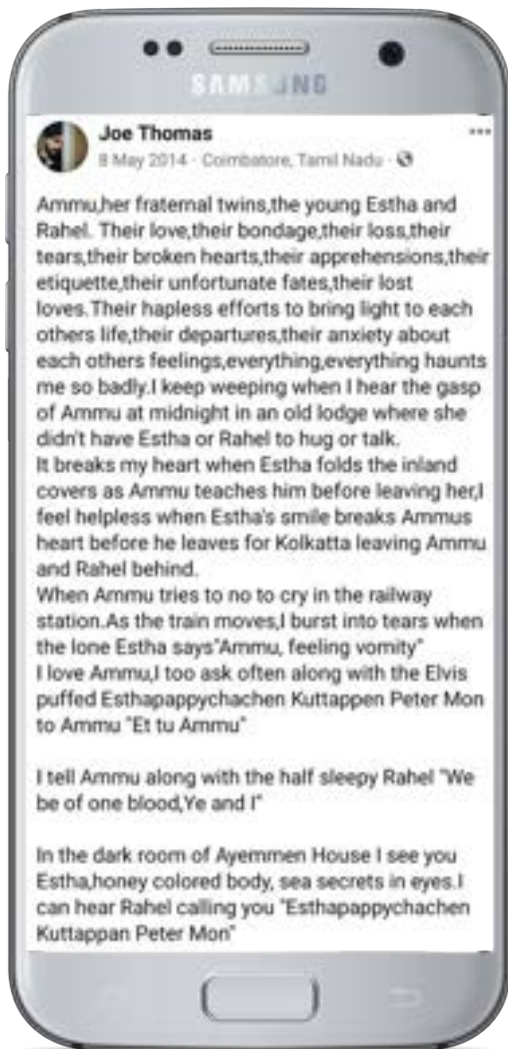 SAMSUNG
Joe Thomas
8 May 2014 · Coimbatore, Tamil Nadu ·
Ammu,her fraternal twins,the young Estha and
Rahel. Their love,their bondage,their loss,their
tears,their broken hearts,their apprehensions,their
etiquette,their unfortunate fates,their lost
loves.Their hapless efforts to bring light to each
others life,their departures,their anxiety about
each others feelings,everything,everything haunts
me so badly.I keep weeping when I hear the gasp
of Ammu at midnight in an old lodge where she
didn't have Estha or Rahel to hug or talk.
It breaks my heart when Estha folds the inland
covers as Ammu teaches him before leaving her,I
feel helpless when Estha's smile breaks Ammus
heart before he leaves for Kolkatta leaving Ammu
and Rahel behind.
When Ammu tries to no to cry in the railway
station.As the train moves,I burst into tears when
the lone Estha says"Ammu, feeling vomity"
I love Ammu,I too ask often along with the Elvis
puffed Esthapappychachen Kuttappen Peter Mon
to Ammu "Et tu Ammu"
I tell Ammu along with the half sleepy Rahel "We
be of one blood,Ye and I"
In the dark room of Ayemmen House I see you
Estha,honey colored body, sea secrets in eyes.I
can hear Rahel calling you "Esthapappychachen
Kuttappan Peter Mon"